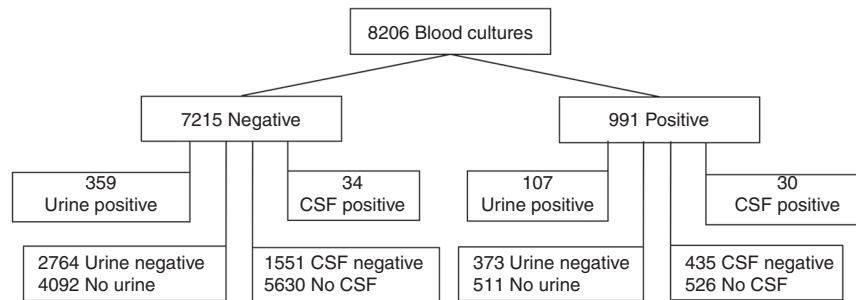 8206 Blood cultures
7215 Negative
991 Positive
359
Urine positive
34
CSF positive
107
Urine positive
30
CSF positive
2764 Urine negative
4092 No urine
1551 CSF negative
5630 No CSF
373 Urine negative
511 No urine
435 CSF negative
526 No CSF